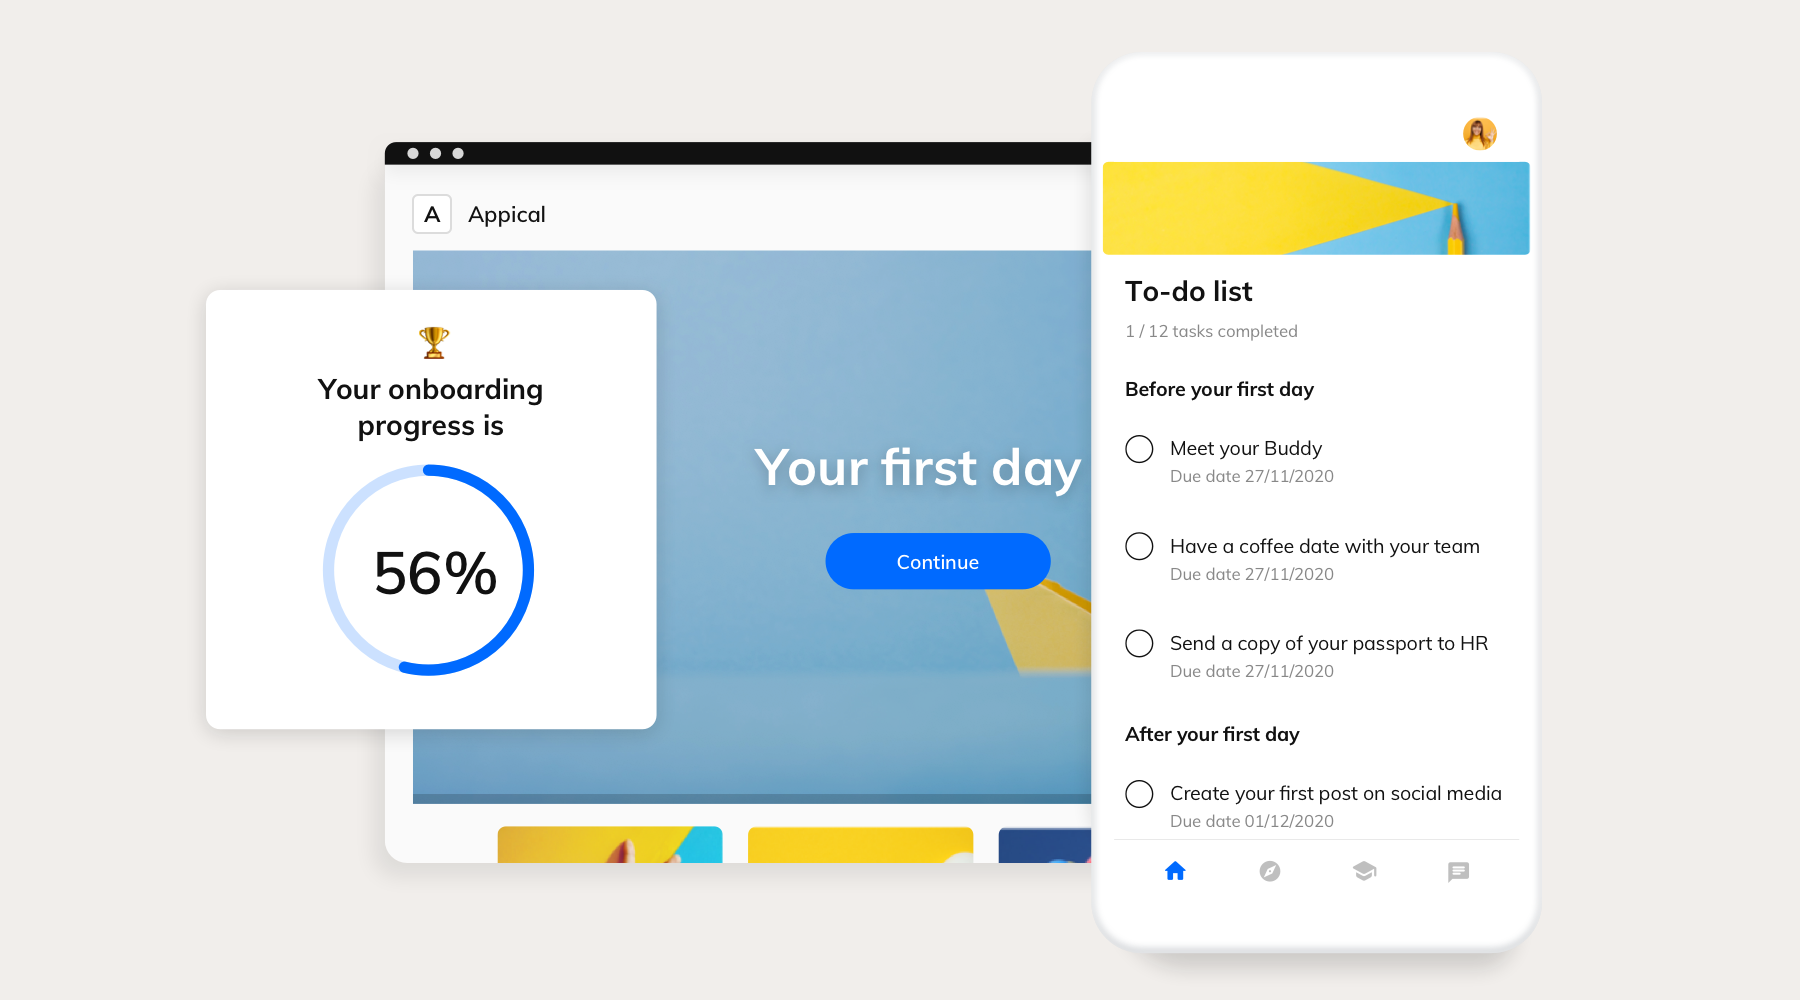 A
Appical
Your onboarding
progress is
56%
Your first day
Continue
To-do list
1 / 12 tasks completed
Before your first day
Meet your Buddy
Due date 27/11/2020
Have a coffee date with your team
Due date 27/11/2020
Send a copy of your passport to HR
Due date 27/11/2020
After your first day
Create your first post on social media
Due date 01/12/2020